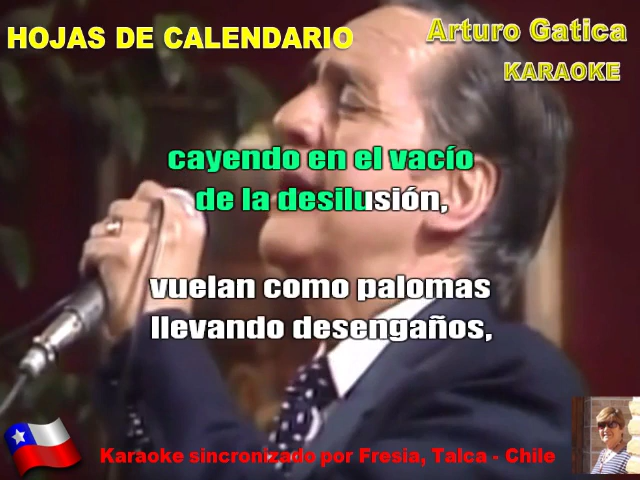 HOJAS DE CALENDARIO
Arturo Gatica
KARAOKE
cayendo en el vacío
de la desilusión,
vuelan como palomas
llevando desengaños,
Karaoke sincronizado por Fresia, Talca - Chile